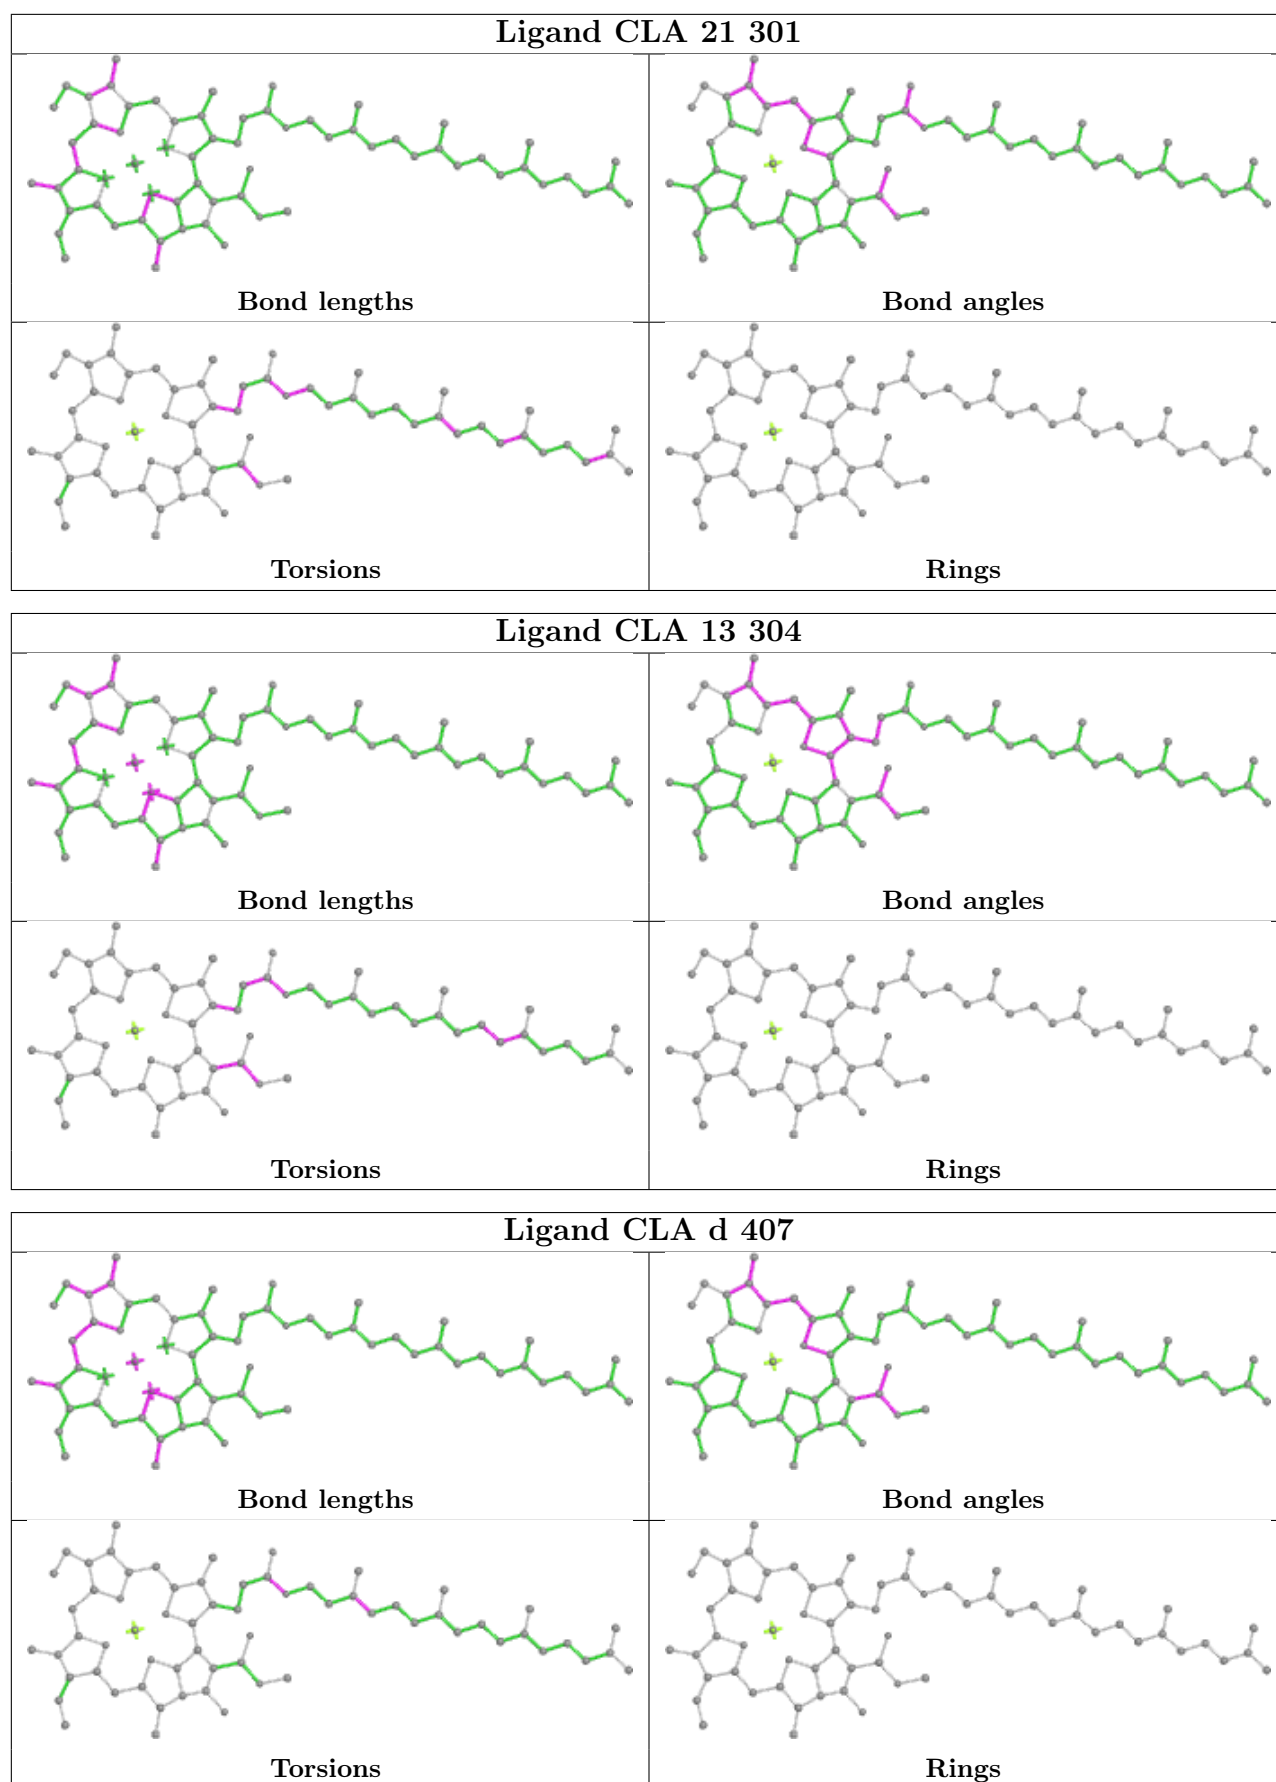 Ligand CLA 21 301
Bond lengths
Bond angles
Torsions
Rings
Ligand CLA 13 304
Bond lengths
Bond angles
Torsions
Rings
Ligand CLA d 407
Bond lengths
Bond angles
Torsions
Rings